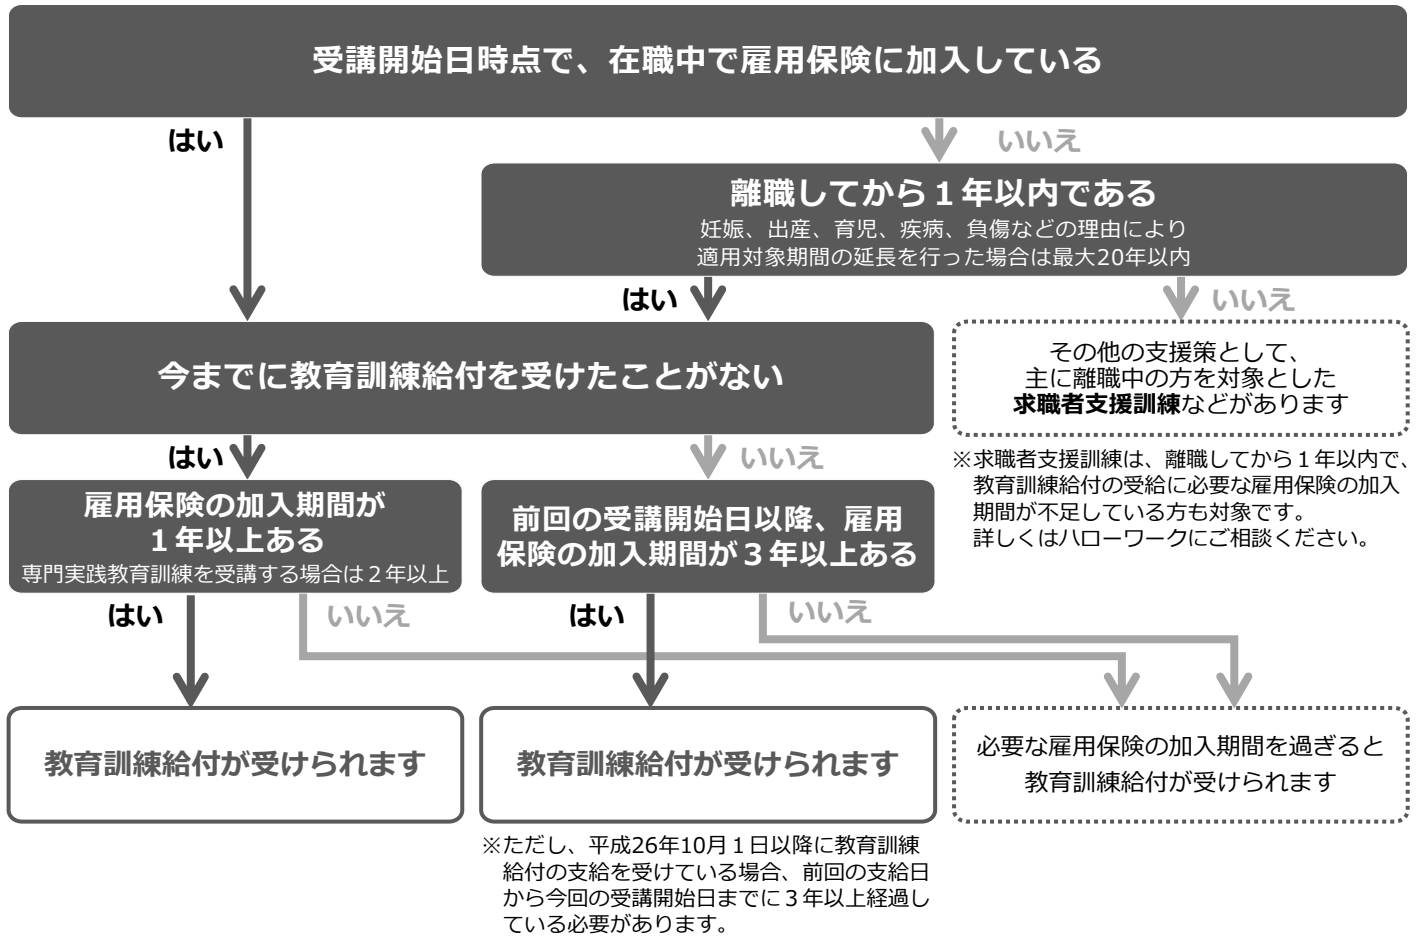 受講開始日時点で、在職中で雇用保険に加入している
はい
いいえ
離職してから１年以内である
妊娠、出産、育児、疾病、負傷などの理由により
適用対象期間の延長を行った場合は最大20年以内
はい
いいえ
今までに教育訓練給付を受けたことがない
その他の支援策として、
主に離職中の方を対象とした
求職者支援訓練などがあります
※求職者支援訓練は、離職してから１年以内で、
教育訓練給付の受給に必要な雇用保険の加入
期間が不足している方も対象です。
詳しくはハローワークにご相談ください。
はい
いいえ
雇用保険の加入期間が
１年以上ある
専門実践教育訓練を受講する場合は２年以上
前回の受講開始日以降、雇用
保険の加入期間が３年以上ある
はい
いいえ
はい
いいえ
教育訓練給付が受けられます
教育訓練給付が受けられます
必要な雇用保険の加入期間を過ぎると
教育訓練給付が受けられます
※ただし、平成26年10月１日以降に教育訓練
給付の支給を受けている場合、前回の支給日
から今回の受講開始日までに３年以上経過し
ている必要があります。